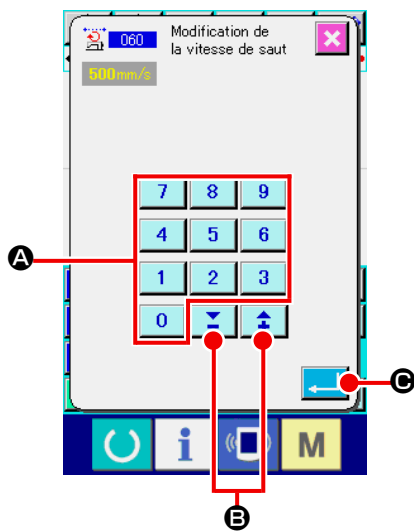 060
Modification de
la vitesse de saut
500mm/s
7 8 9
4 5 6
A
1 2 3
0
C
i M
B